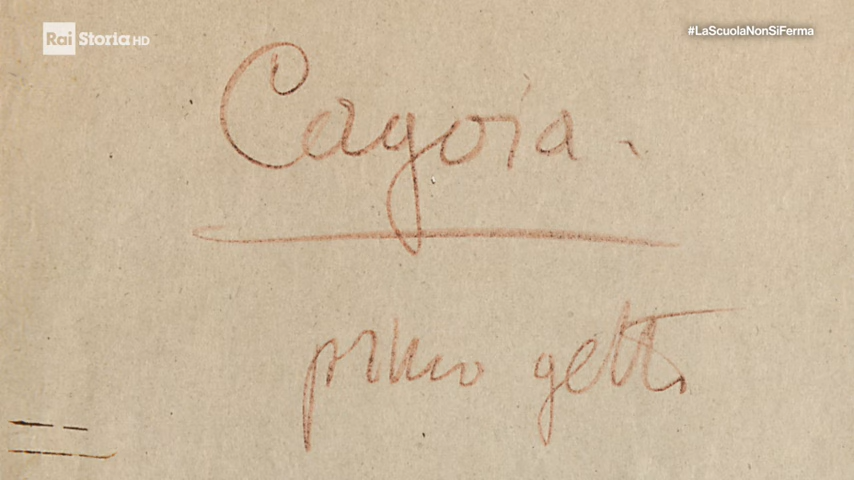 Rai Storia HD
#LaScuolaNonSiFerma
Cagoia.
primo getto